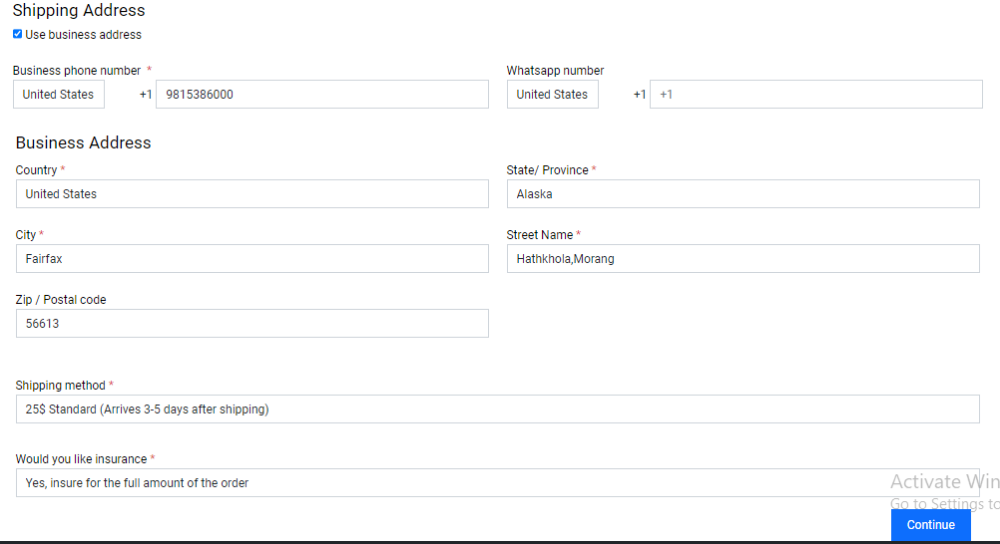 Shipping Address
Use business address
Business phone number *
Whatsapp number
United States +1 9815386000
United States +1 +1
Business Address
Country *
State/ Province *
United States
Alaska
City *
Street Name *
Fairfax
Hathkhola,Morang
Zip / Postal code
56613
Shipping method *
25$ Standard (Arrives 3-5 days after shipping)
Would you like insurance *
Yes, insure for the full amount of the order
Activate Win
Go to Settings to
Continue